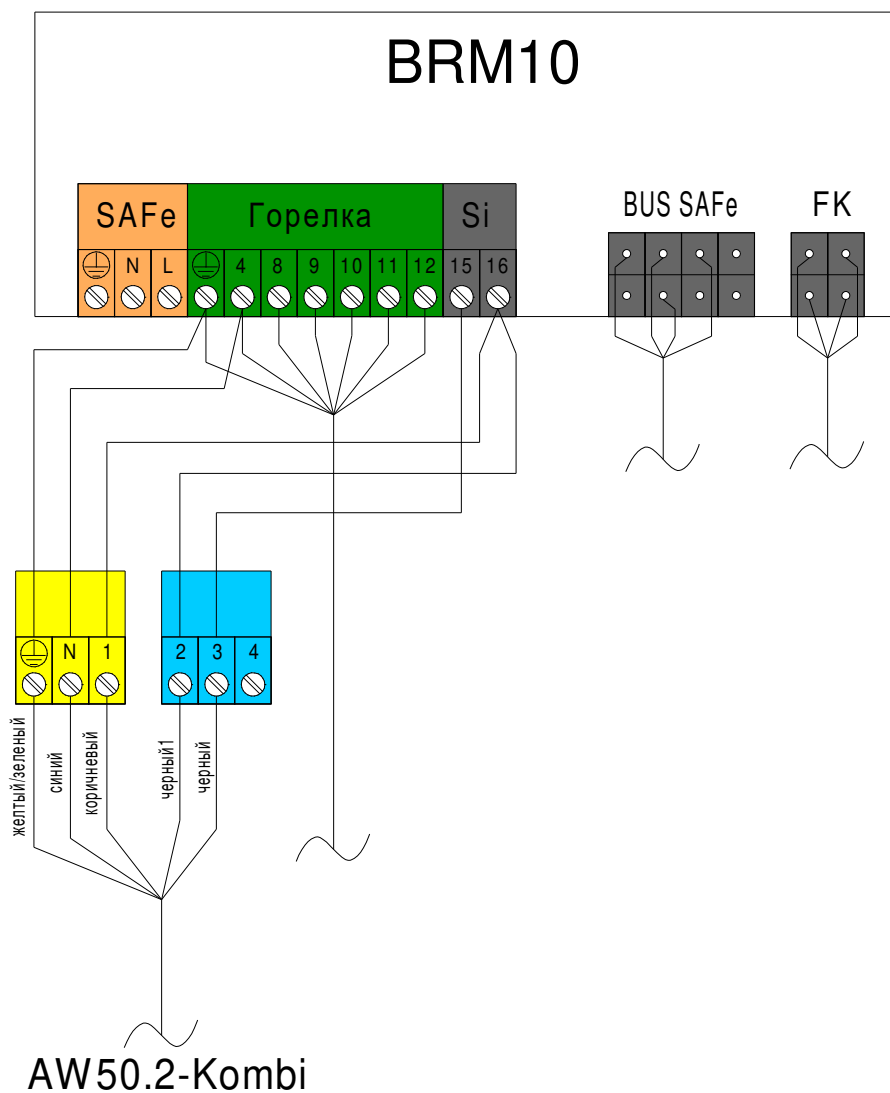 BRM10
SAFe Горелка Si BUS SAFe FK
N L 4 8 9 10 11 12 15 16
N 1 2 3 4
желтый/зеленый синий коричневый черный1 черный
AW50.2-Kombi